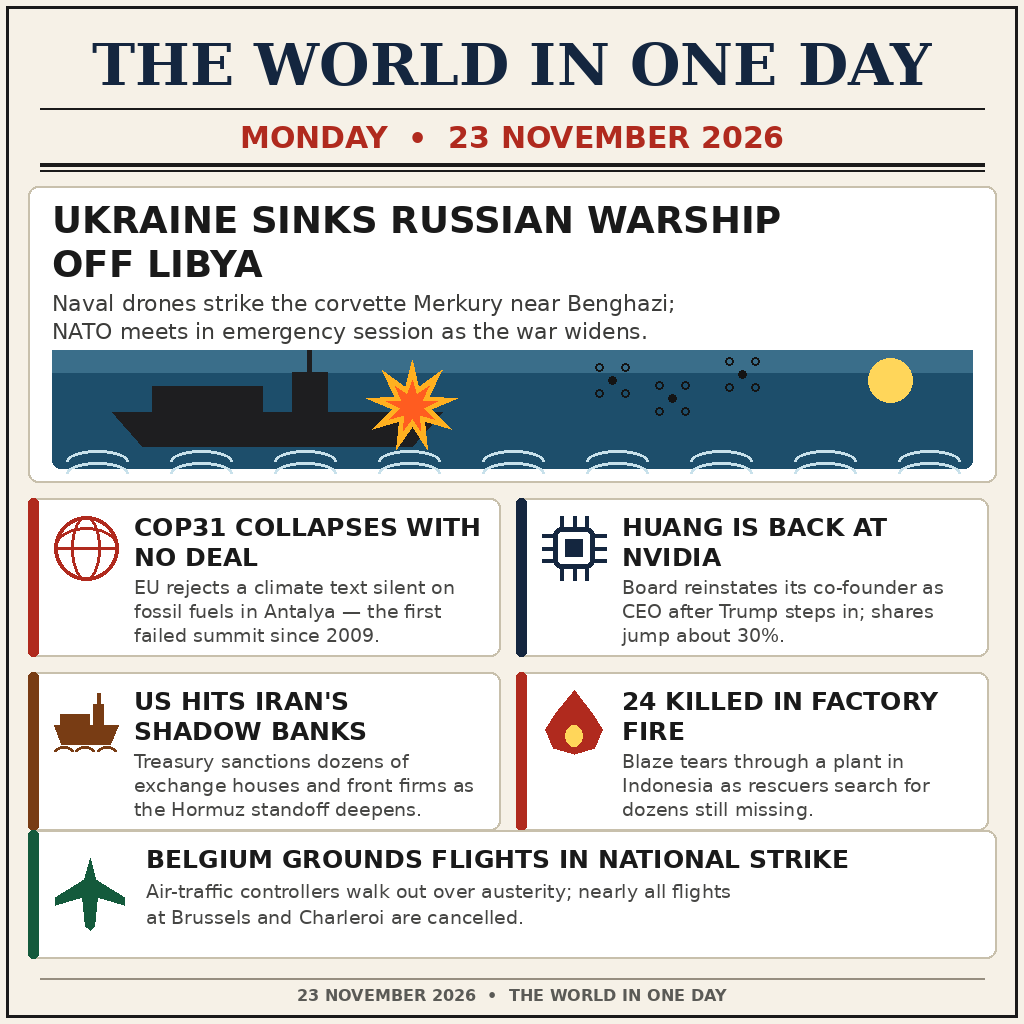 THE WORLD IN ONE DAY
MONDAY • 23 NOVEMBER 2026
UKRAINE SINKS RUSSIAN WARSHIP
OFF LIBYA
Naval drones strike the corvette Merkury near Benghazi;
NATO meets in emergency session as the war widens.
COP31 COLLAPSES WITH
NO DEAL
EU rejects a climate text silent on
fossil fuels in Antalya — the first
failed summit since 2009.
HUANG IS BACK AT
NVIDIA
Board reinstates its co-founder as
CEO after Trump steps in; shares
jump about 30%.
US HITS IRAN'S
SHADOW BANKS
Treasury sanctions dozens of
exchange houses and front firms as
the Hormuz standoff deepens.
24 KILLED IN FACTORY
FIRE
Blaze tears through a plant in
Indonesia as rescuers search for
dozens still missing.
BELGIUM GROUNDS FLIGHTS IN NATIONAL STRIKE
Air-traffic controllers walk out over austerity; nearly all flights
at Brussels and Charleroi are cancelled.
23 NOVEMBER 2026 • THE WORLD IN ONE DAY